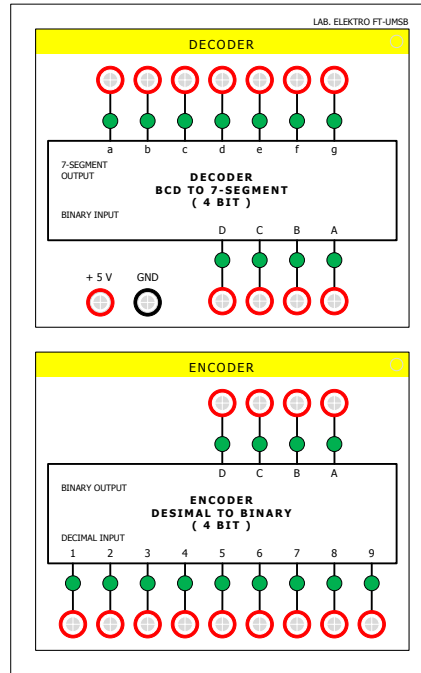 LAB. ELEKTRO FT-UMSB
DECODER
a b c d e f g
7-SEGMENT
OUTPUT
DECODER
BCD TO 7-SEGMENT
( 4 BIT )
BINARY INPUT
D C B A
+ 5 V GND
ENCODER
D C B A
BINARY OUTPUT
ENCODER
DESIMAL TO BINARY
( 4 BIT )
DECIMAL INPUT
1 2 3 4 5 6 7 8 9